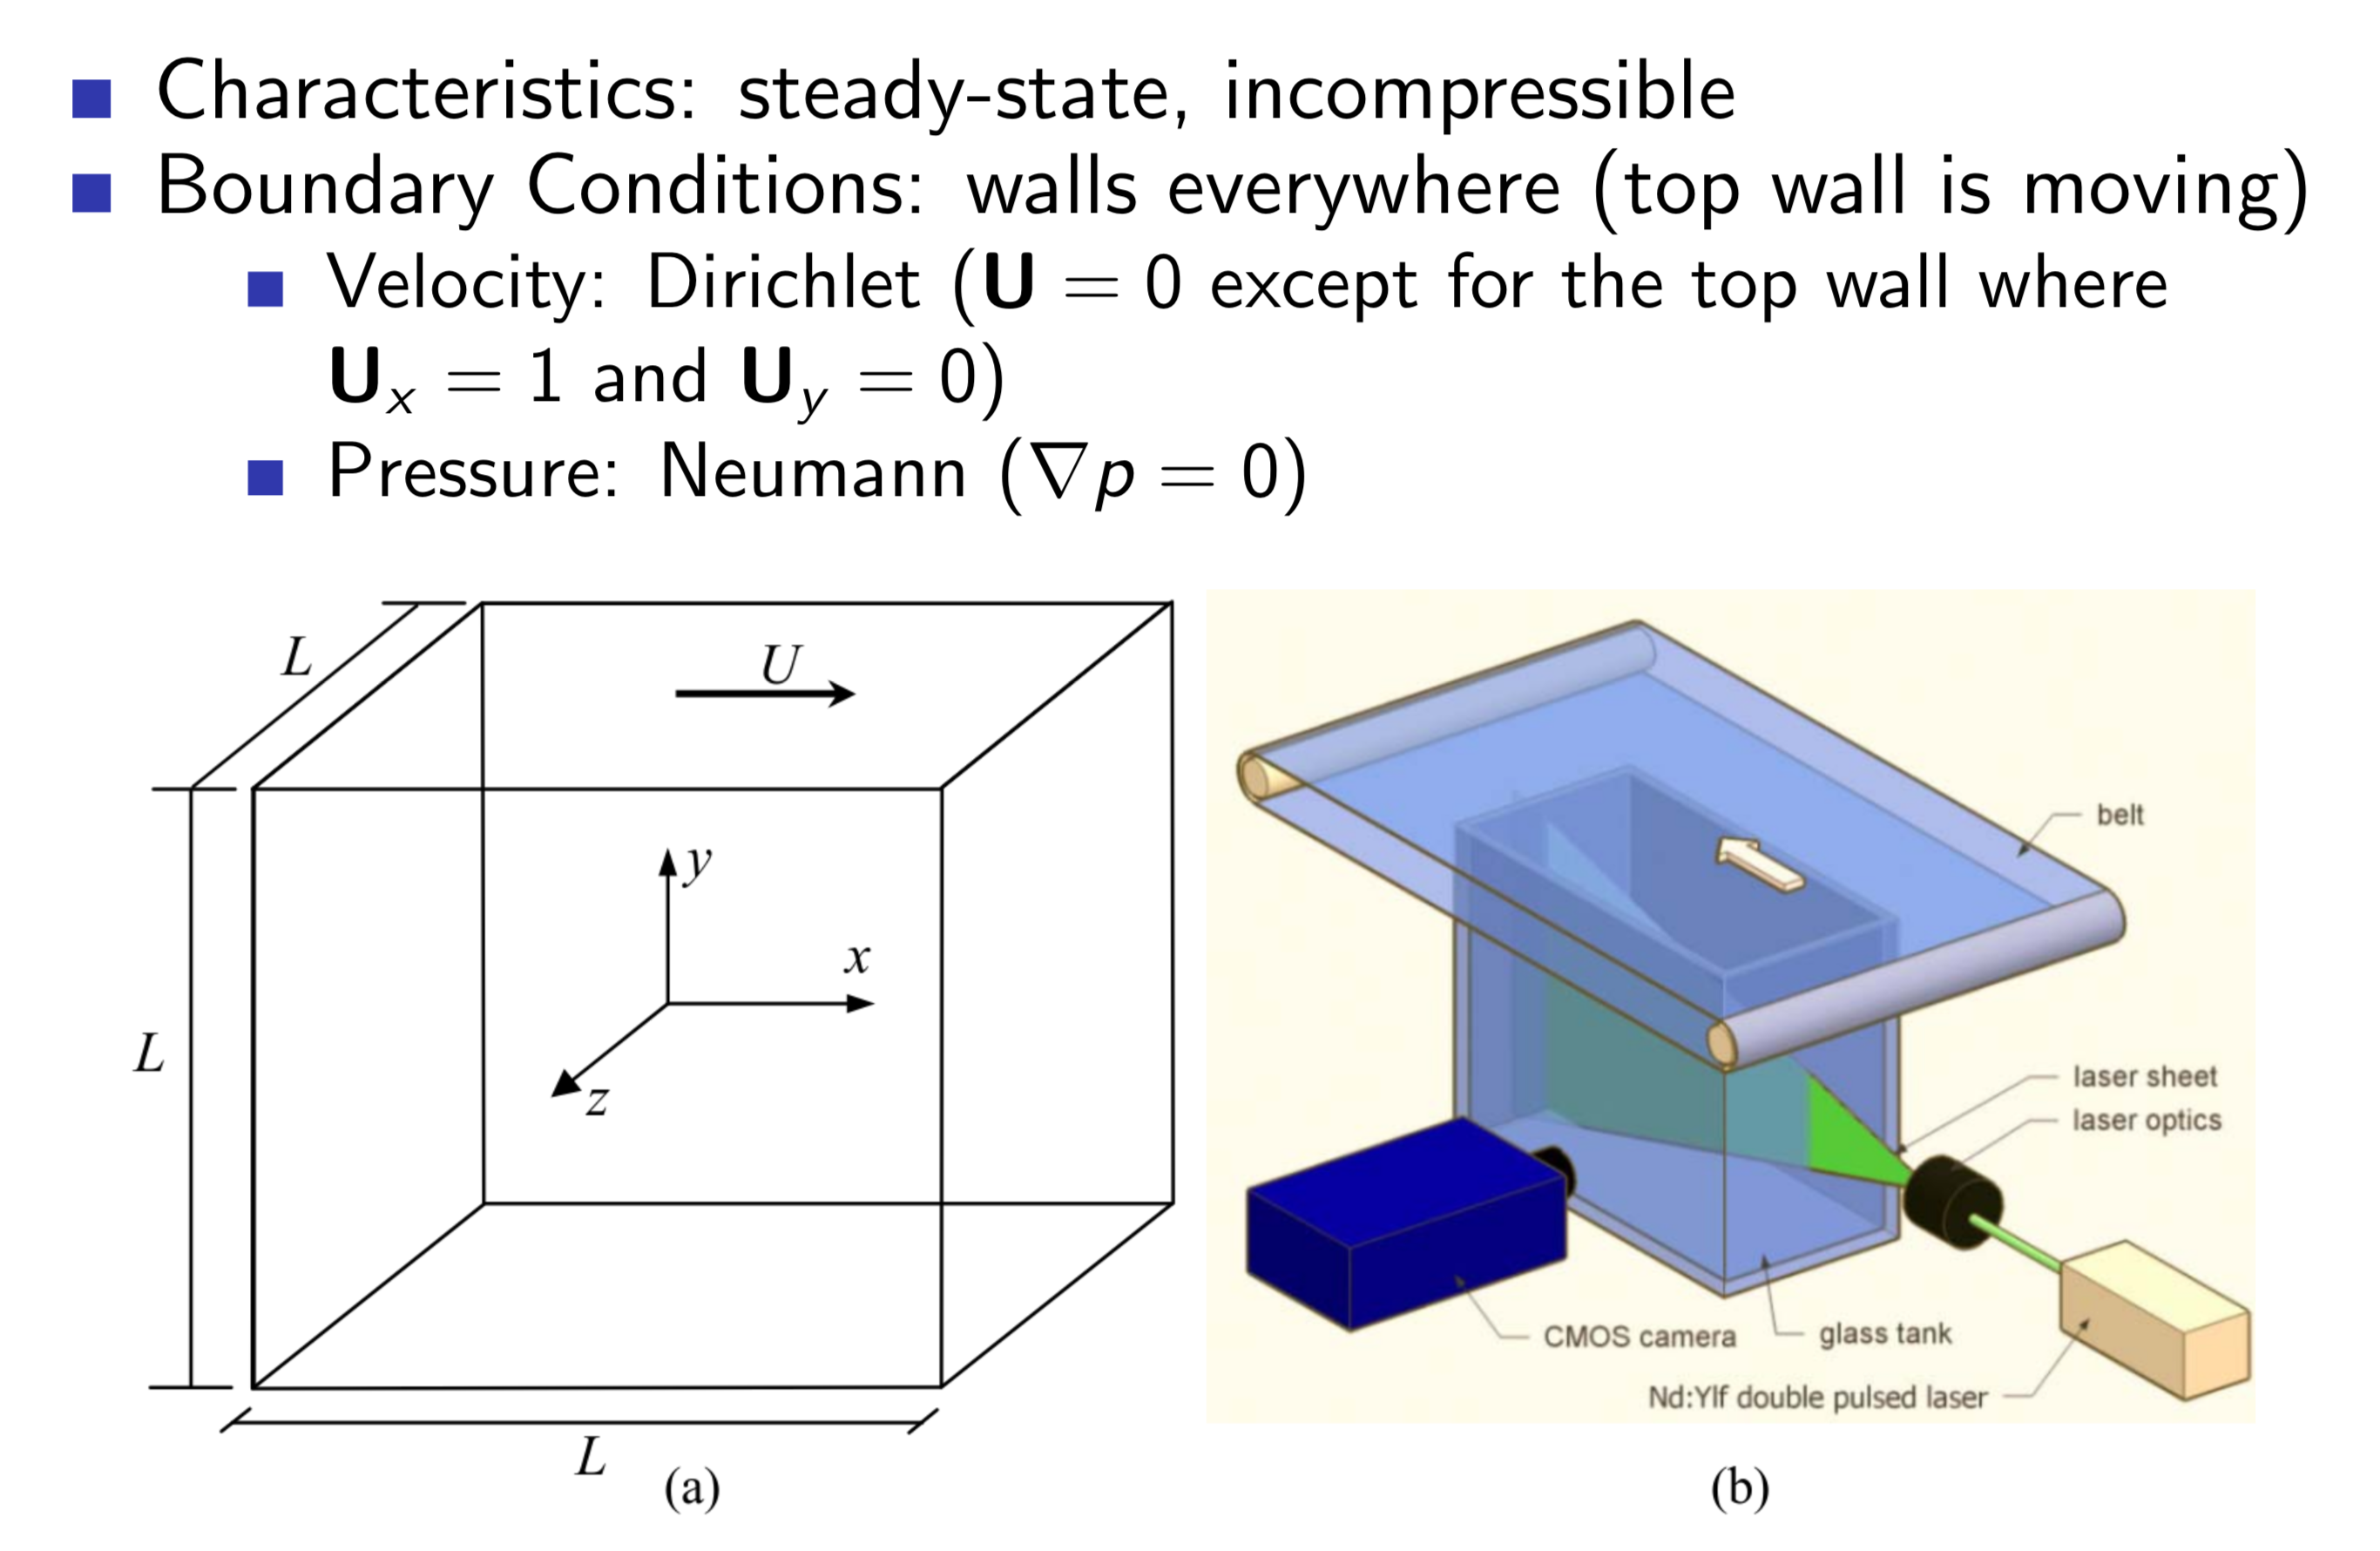 Characteristics: steady-state, incompressible
Boundary Conditions: walls everywhere (top wall is moving)
Velocity: Dirichlet (U = 0 except for the top wall where
Uₓ = 1 and U_y = 0)
Pressure: Neumann (∇p = 0)
L
U
y
x
z
L
L
(a)
belt
laser sheet
laser optics
CMOS camera
glass tank
Nd:Ylf double pulsed laser
(b)